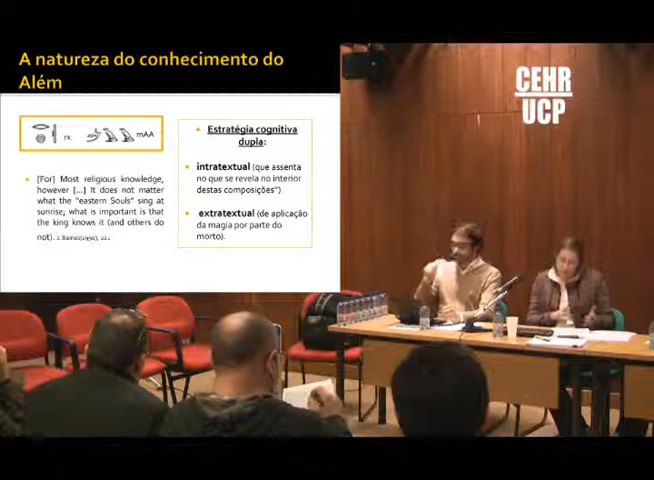 A natureza do conhecimento do
Além
rx
mAA
[For] Most religious knowledge,
however [...] It does not matter
what the "eastern Souls" sing at
sunrise; what is important is that
the king knows it (and others do
not). J. Baines(1990), 11.
Estratégia cognitiva
dupla:
intratextual (que assenta
no que se revela no interior
destas composições")
extratextual (de aplicação
da magia por parte do
morto).
CEHR
UCP